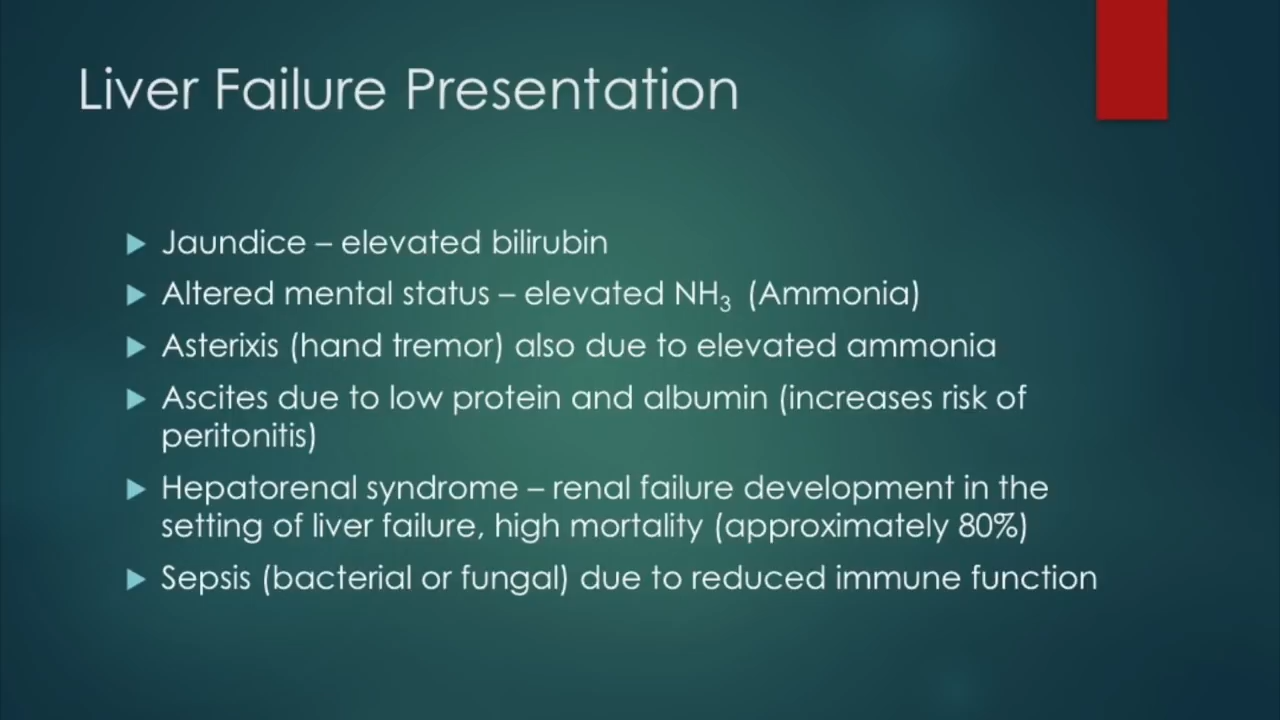 Liver Failure Presentation
Jaundice – elevated bilirubin
Altered mental status – elevated NH₃ (Ammonia)
Asterixis (hand tremor) also due to elevated ammonia
Ascites due to low protein and albumin (increases risk of
peritonitis)
Hepatorenal syndrome – renal failure development in the
setting of liver failure, high mortality (approximately 80%)
Sepsis (bacterial or fungal) due to reduced immune function